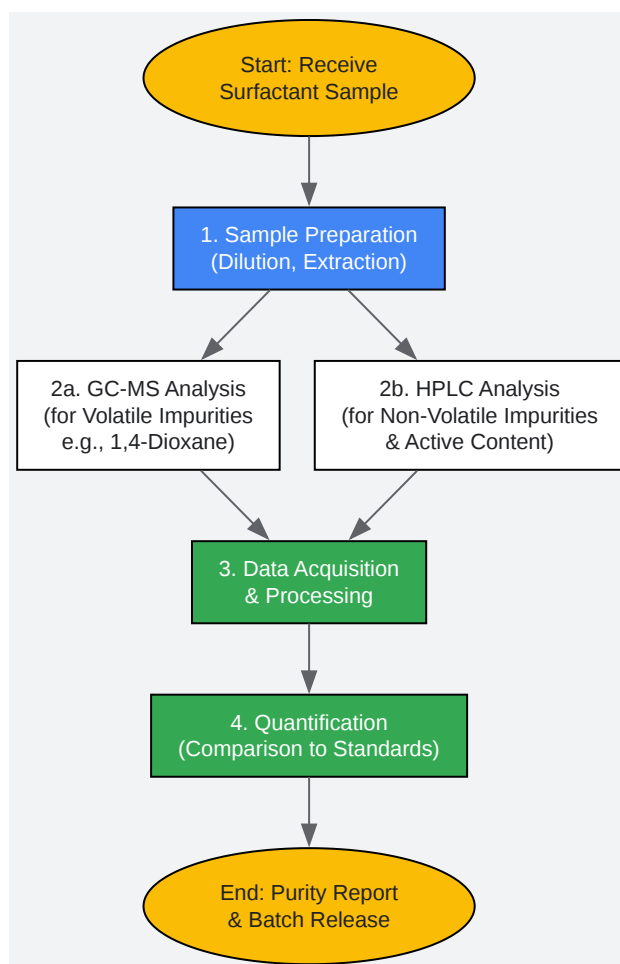 Start: Receive
Surfactant Sample
1. Sample Preparation
(Dilution, Extraction)
2a. GC-MS Analysis
(for Volatile Impurities
e.g., 1,4-Dioxane)
2b. HPLC Analysis
(for Non-Volatile Impurities
& Active Content)
3. Data Acquisition
& Processing
4. Quantification
(Comparison to Standards)
End: Purity Report
& Batch Release